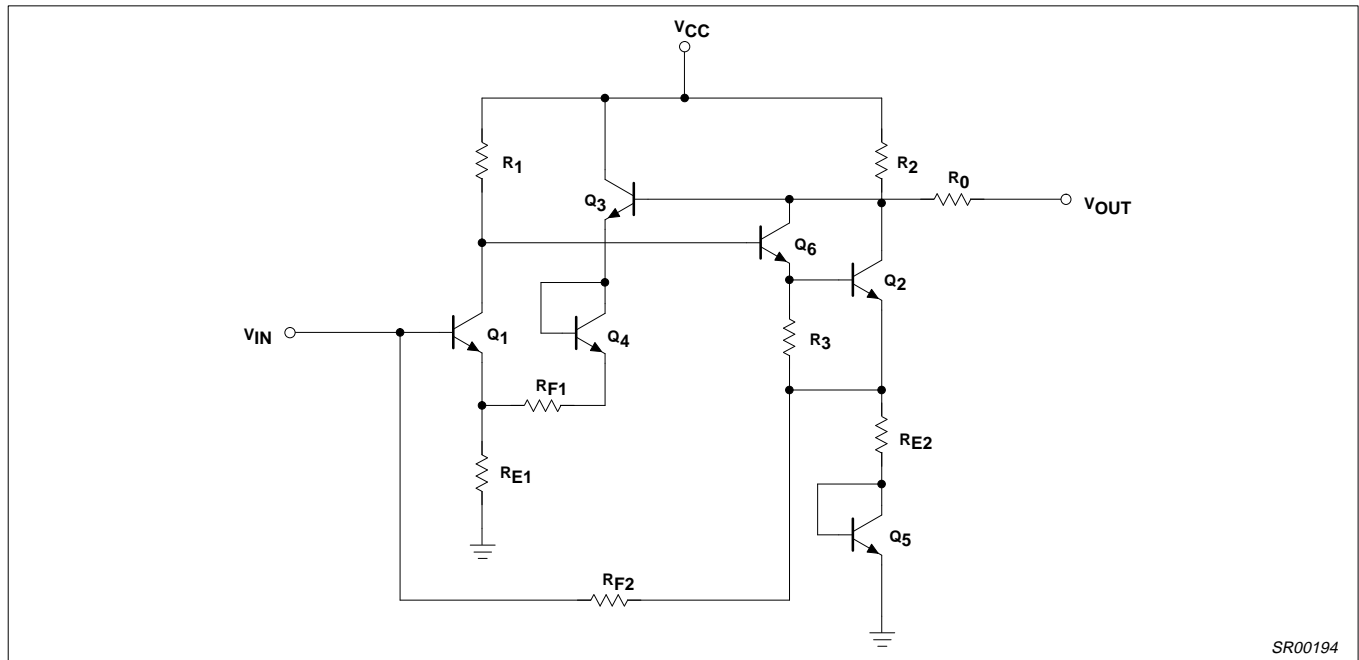 VCC
R1
R2
R0
Q3
VOUT
Q6
Q2
VIN
Q1
Q4
R3
RF1
RE2
RE1
Q5
RF2
SR00194